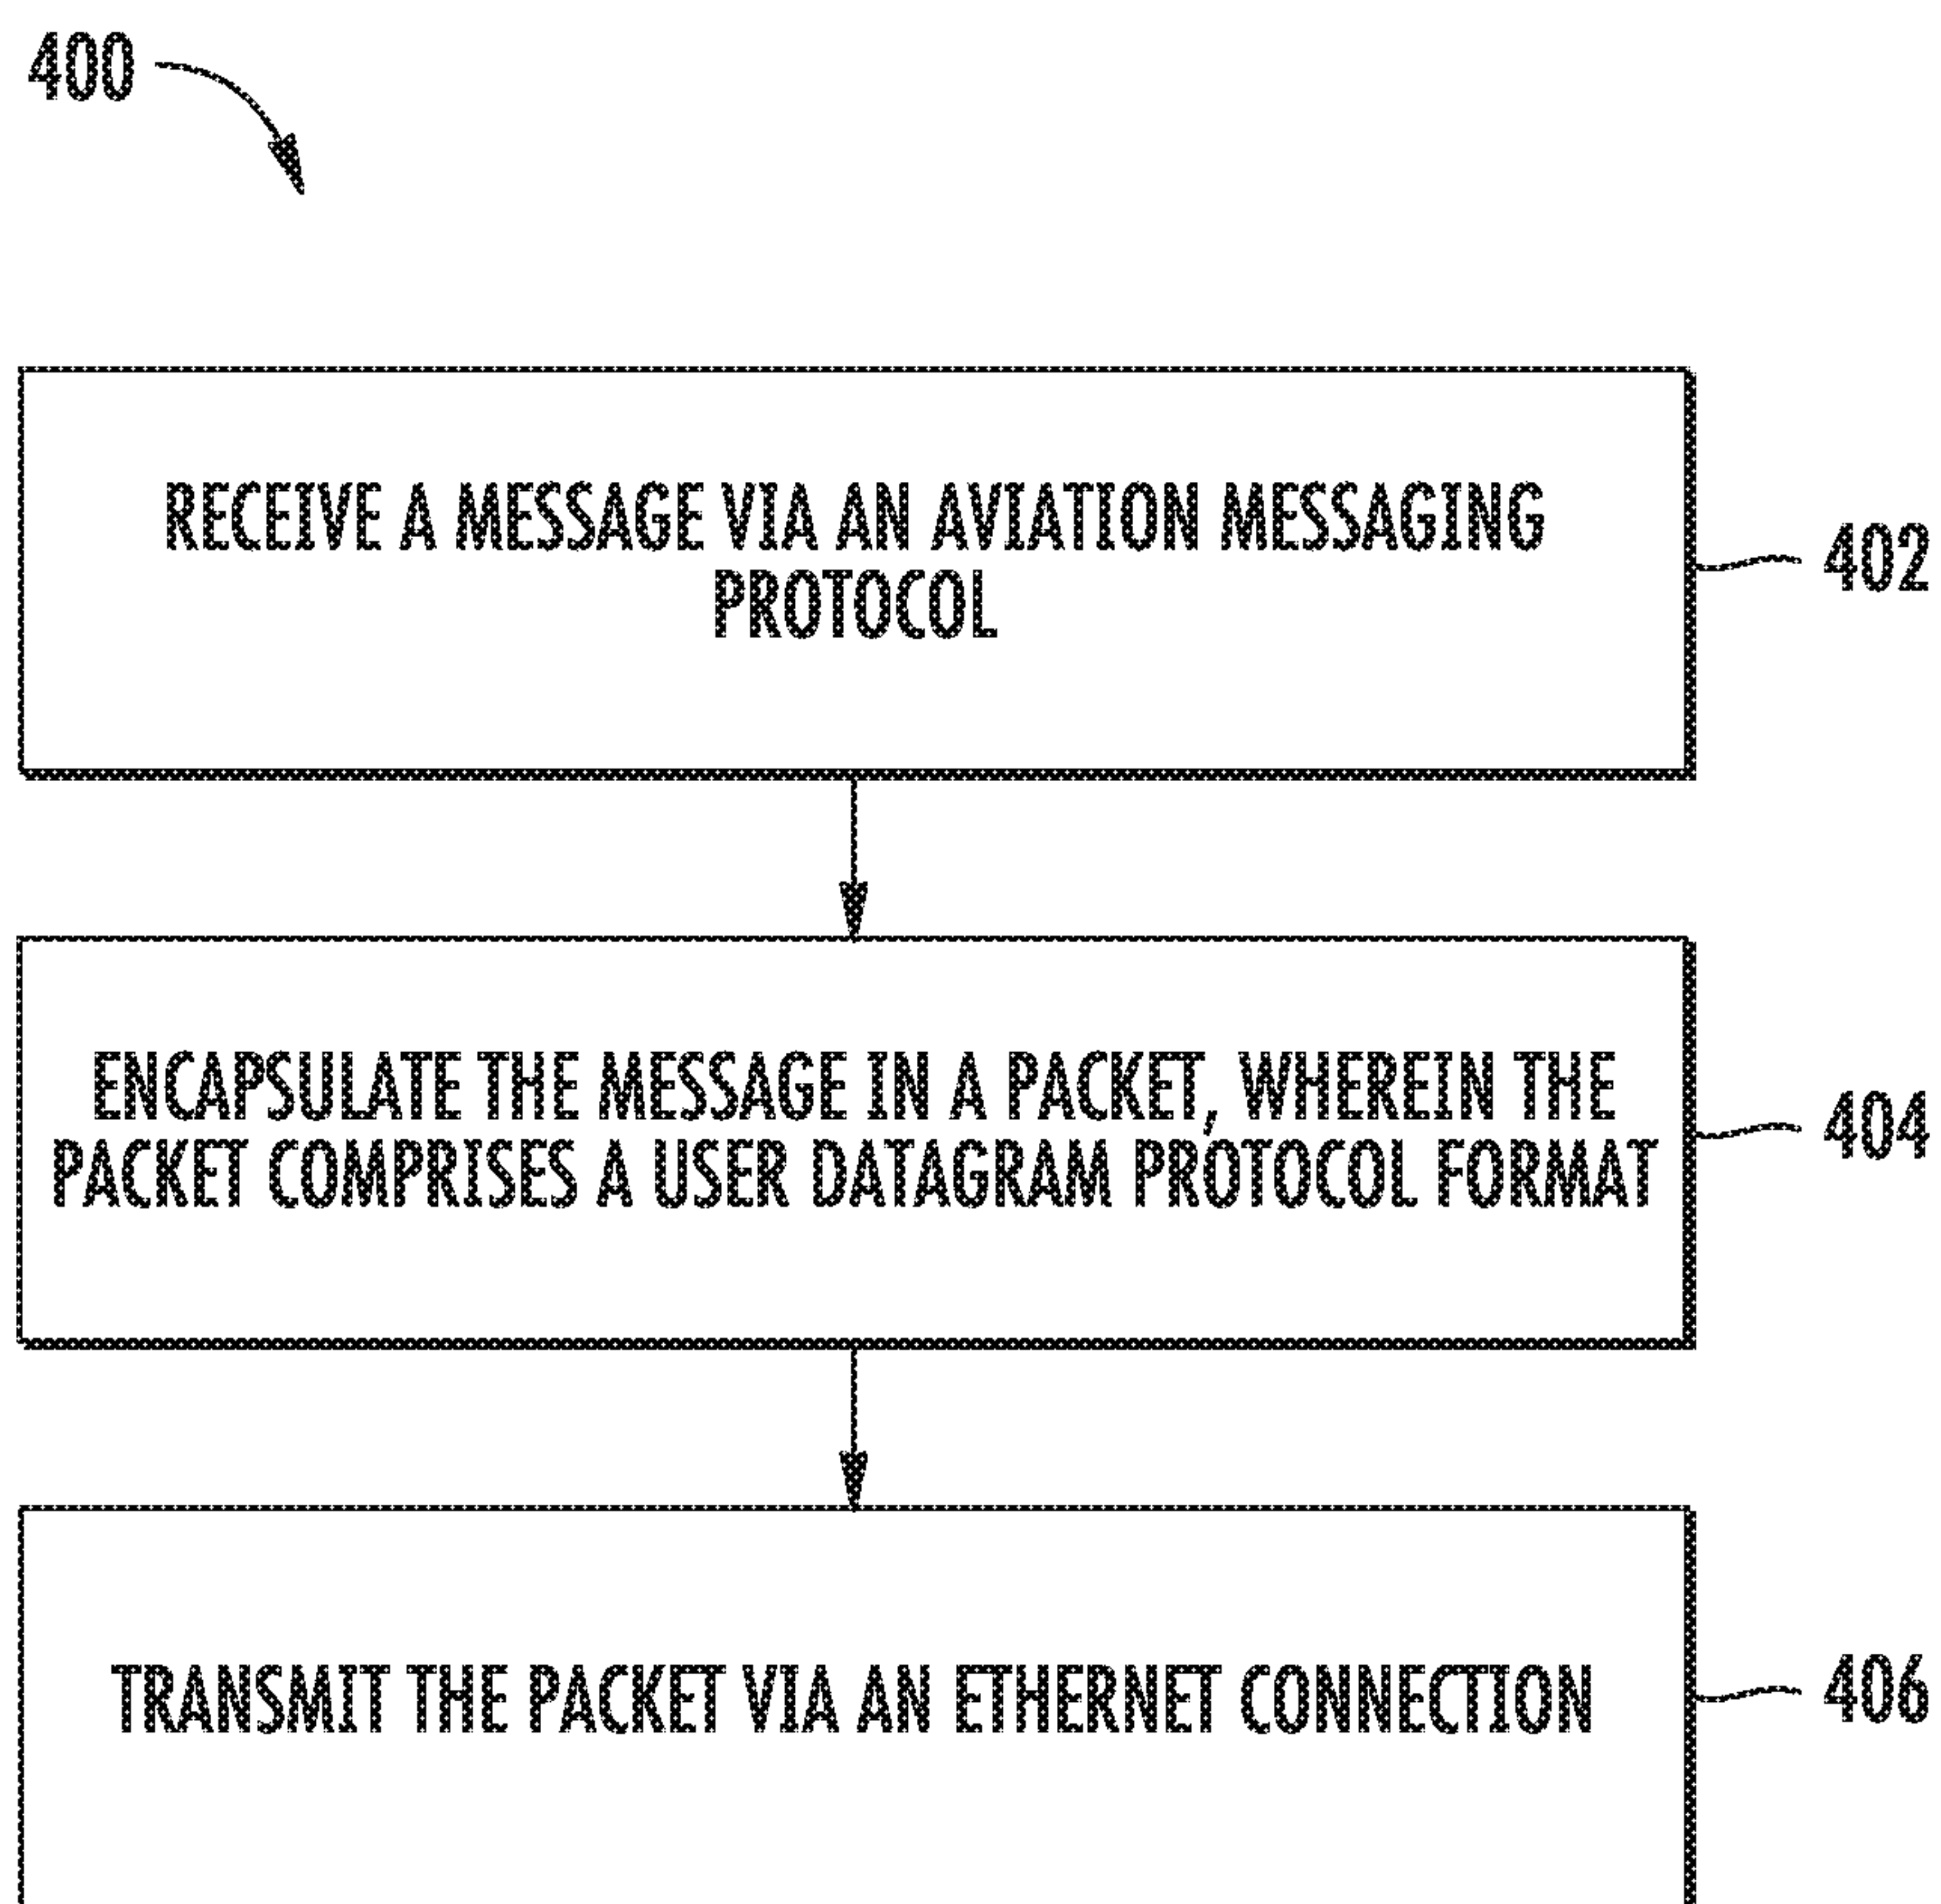 400
RECEIVE A MESSAGE VIA AN AVIATION MESSAGING
PROTOCOL
402
ENCAPSULATE THE MESSAGE IN A PACKET, WHEREIN THE
PACKET COMPRISES A USER DATAGRAM PROTOCOL FORMAT
404
TRANSMIT THE PACKET VIA AN ETHERNET CONNECTION
406